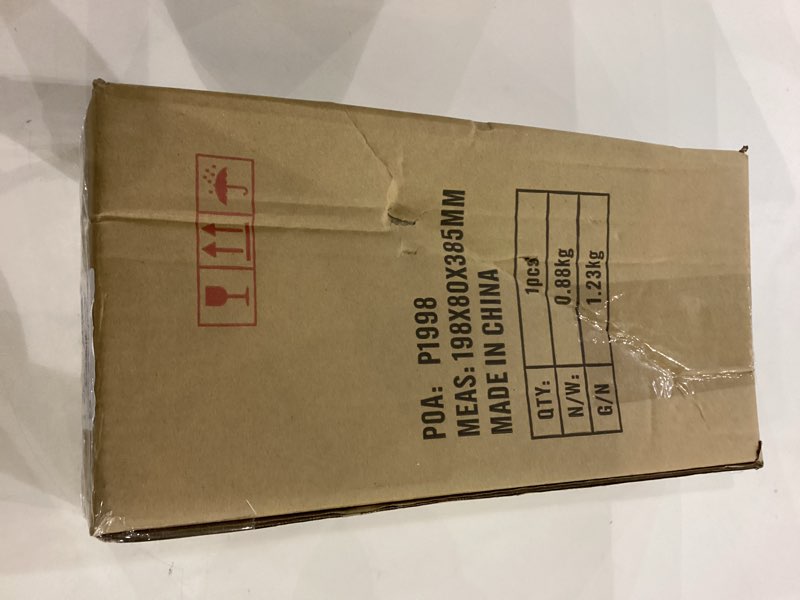 POA: P1998
MEAS: 198X80X385MM
MADE IN CHINA
QTY: 1pcs
N/W: 0.88kg
G/N 1.23kg